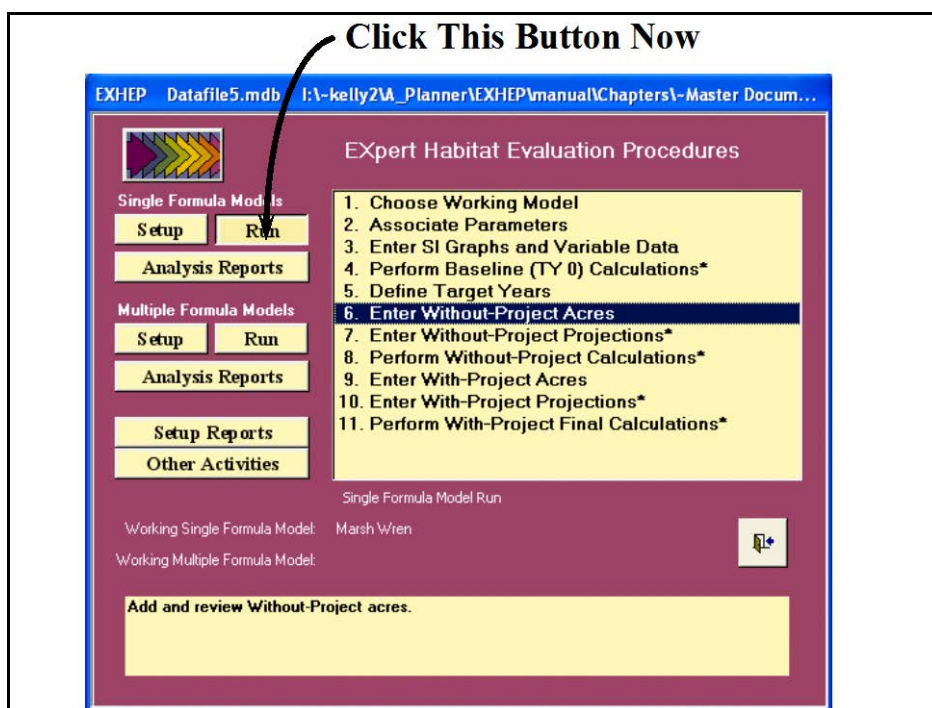 Click This Button Now
EXHEP Datafile5.mdb I:\~kelly2\A_Planner\EXHEP\manual\Chapters\~Master Docum...
EXpert Habitat Evaluation Procedures
Single Formula Models
Setup Run
Analysis Reports
Multiple Formula Models
Setup Run
Analysis Reports
Setup Reports
Other Activities
1. Choose Working Model
2. Associate Parameters
3. Enter SI Graphs and Variable Data
4. Perform Baseline (TY 0) Calculations*
5. Define Target Years
6. Enter Without-Project Acres
7. Enter Without-Project Projections*
8. Perform Without-Project Calculations*
9. Enter With-Project Acres
10. Enter With-Project Projections*
11. Perform With-Project Final Calculations*
Single Formula Model Run
Working Single Formula Model: Marsh Wren
Working Multiple Formula Model:
Add and review Without-Project acres.